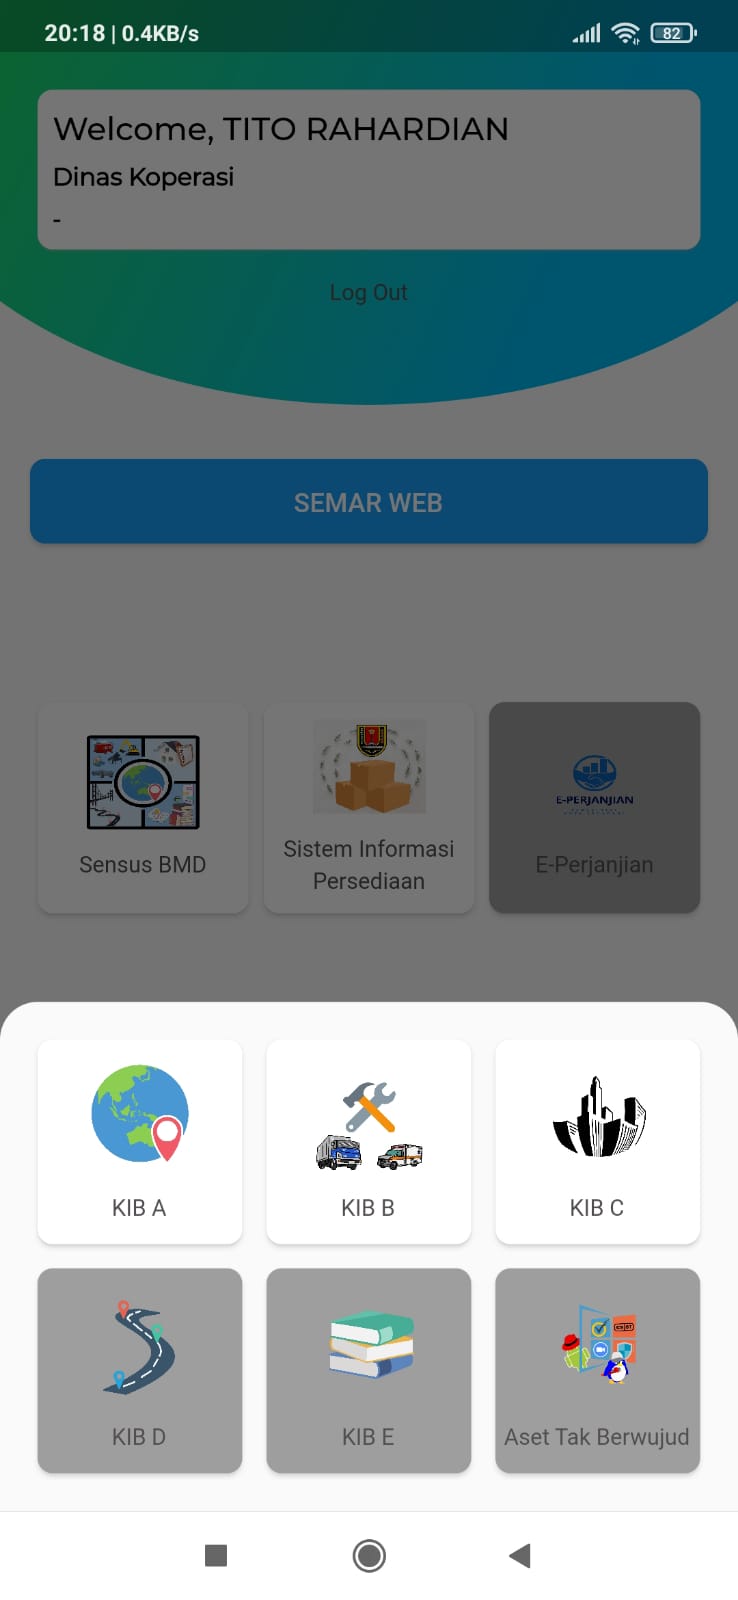 20:18 | 0.4KB/s
82
Welcome, TITO RAHARDIAN
Dinas Koperasi
-
Log Out
SEMAR WEB
Sensus BMD
Sistem Informasi
Persediaan
E-PERJANJIAN
E-Perjanjian
KIB A
KIB B
KIB C
KIB D
KIB E
Aset Tak Berwujud